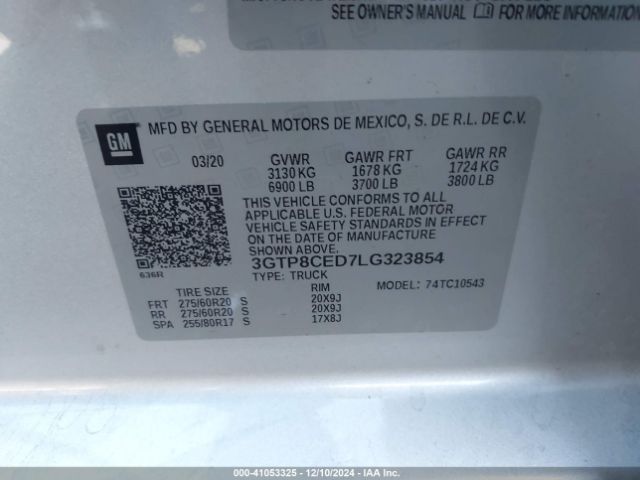 SEE OWNER'S MANUAL FOR MORE INFORMATION
GM
MFD BY GENERAL MOTORS DE MEXICO, S. DE R.L. DE C.V.
03/20 GVWR GAWR FRT GAWR RR
3130 KG 1678 KG 1724 KG
6900 LB 3700 LB 3800 LB
THIS VEHICLE CONFORMS TO ALL
APPLICABLE U.S. FEDERAL MOTOR
VEHICLE SAFETY STANDARDS IN EFFECT
ON THE DATE OF MANUFACTURE
SHOWN ABOVE.
3GTP8CED7LG323854
636R
TYPE: TRUCK MODEL: 74TC10543
TIRE SIZE RIM
FRT 275/60R20 S 20X9J
RR 275/60R20 S 20X9J
SPA 255/80R17 S 17X8J
000-41053325 - 12/10/2024 - IAA Inc.